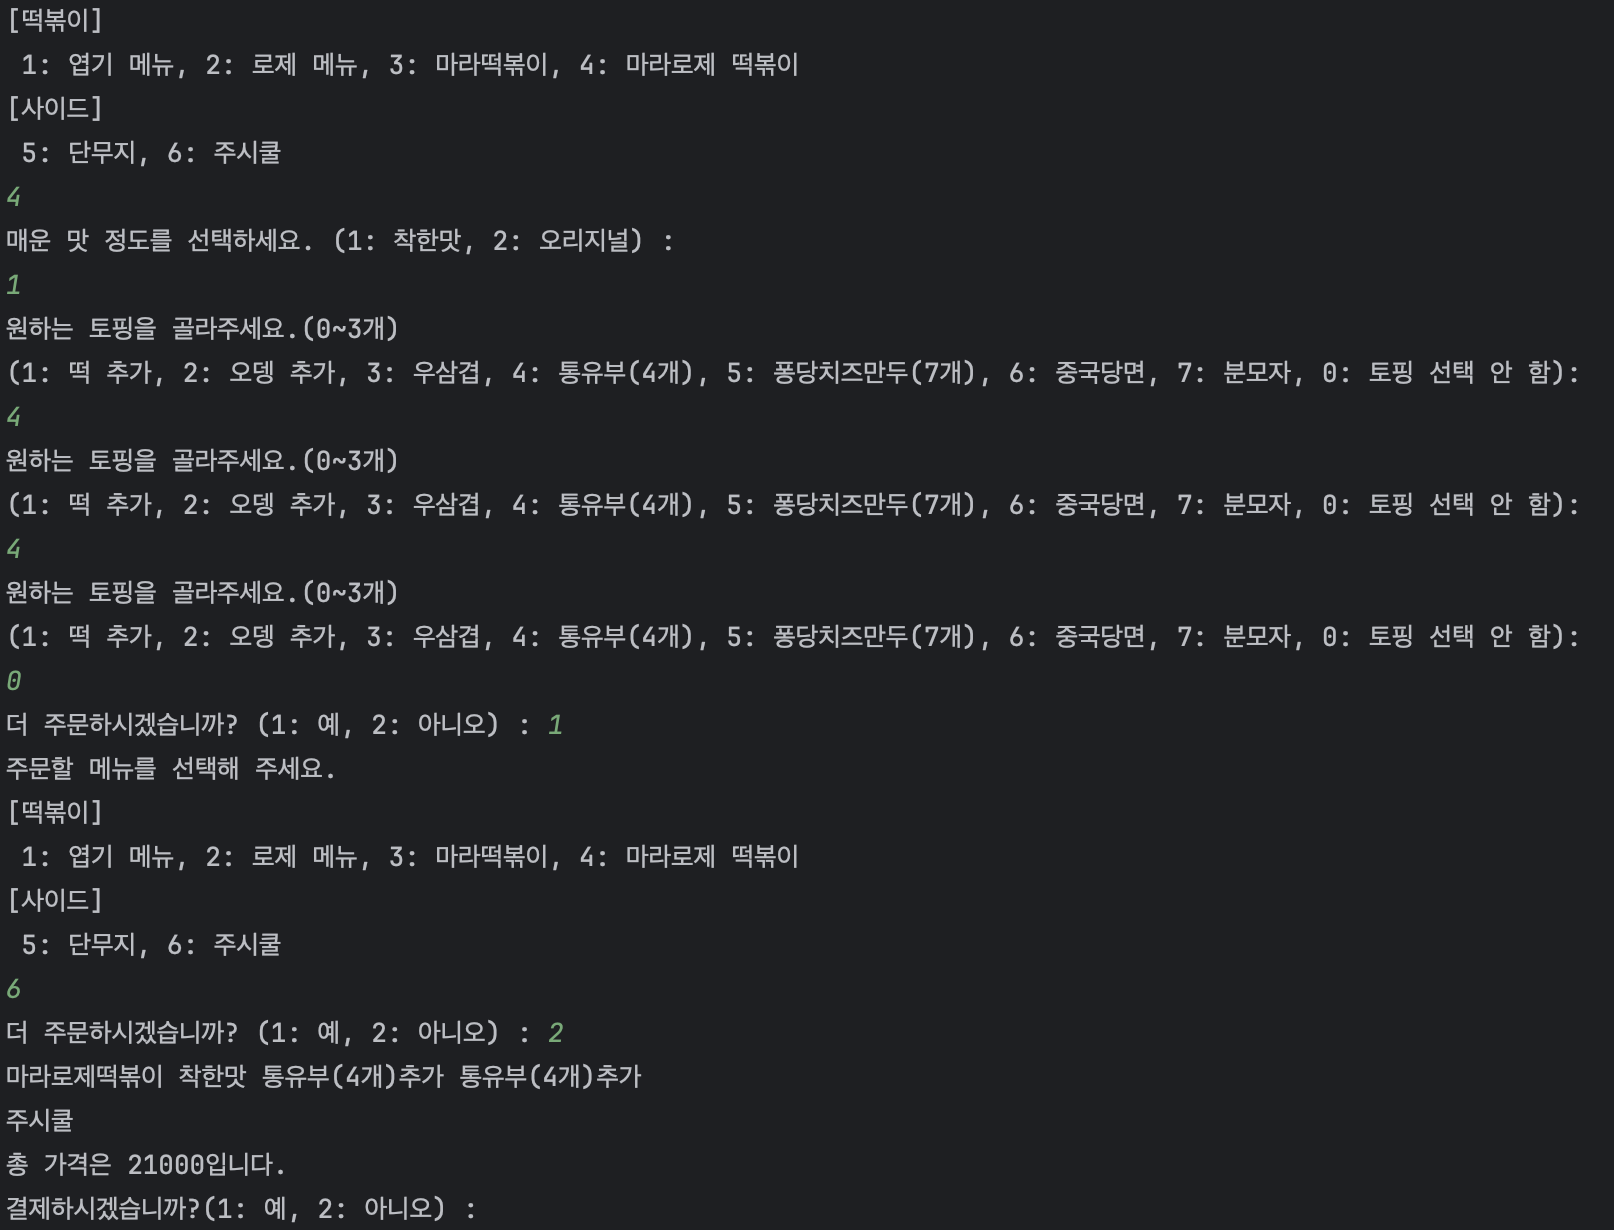 [떡볶이]
1: 엽기 메뉴, 2: 로제 메뉴, 3: 마라떡볶이, 4: 마라로제 떡볶이
[사이드]
5: 단무지, 6: 주시쿨
4
매운 맛 정도를 선택하세요. (1: 착한맛, 2: 오리지널) :
1
원하는 토핑을 골라주세요.(0~3개)
(1: 떡 추가, 2: 오뎅 추가, 3: 우삼겹, 4: 통유부(4개), 5: 퐁당치즈만두(7개), 6: 중국당면, 7: 분모자, 0: 토핑 선택 안 함):
4
원하는 토핑을 골라주세요.(0~3개)
(1: 떡 추가, 2: 오뎅 추가, 3: 우삼겹, 4: 통유부(4개), 5: 퐁당치즈만두(7개), 6: 중국당면, 7: 분모자, 0: 토핑 선택 안 함):
4
원하는 토핑을 골라주세요.(0~3개)
(1: 떡 추가, 2: 오뎅 추가, 3: 우삼겹, 4: 통유부(4개), 5: 퐁당치즈만두(7개), 6: 중국당면, 7: 분모자, 0: 토핑 선택 안 함):
0
더 주문하시겠습니까? (1: 예, 2: 아니오) : 1
주문할 메뉴를 선택해 주세요.
[떡볶이]
1: 엽기 메뉴, 2: 로제 메뉴, 3: 마라떡볶이, 4: 마라로제 떡볶이
[사이드]
5: 단무지, 6: 주시쿨
6
더 주문하시겠습니까? (1: 예, 2: 아니오) : 2
마라로제떡볶이 착한맛 통유부(4개)추가 통유부(4개)추가
주시쿨
총 가격은 21000입니다.
결제하시겠습니까?(1: 예, 2: 아니오) :